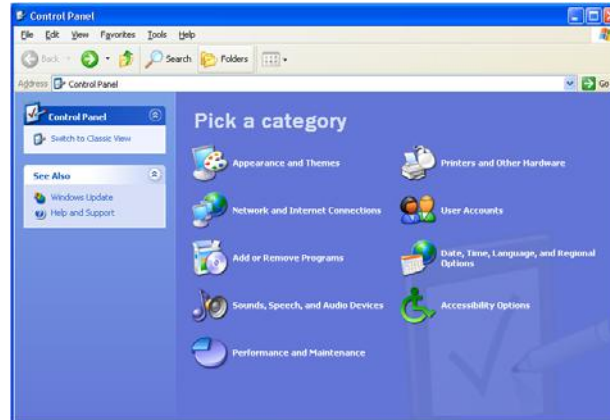 Control Panel
File Edit View Favorites Tools Help
Back Search Folders
Address Control Panel Go
Control Panel
Switch to Classic View
See Also
Windows Update
Help and Support
Pick a category
Appearance and Themes
Printers and Other Hardware
Network and Internet Connections
User Accounts
Add or Remove Programs
Date, Time, Language, and Regional
Options
Sounds, Speech, and Audio Devices
Accessibility Options
Performance and Maintenance